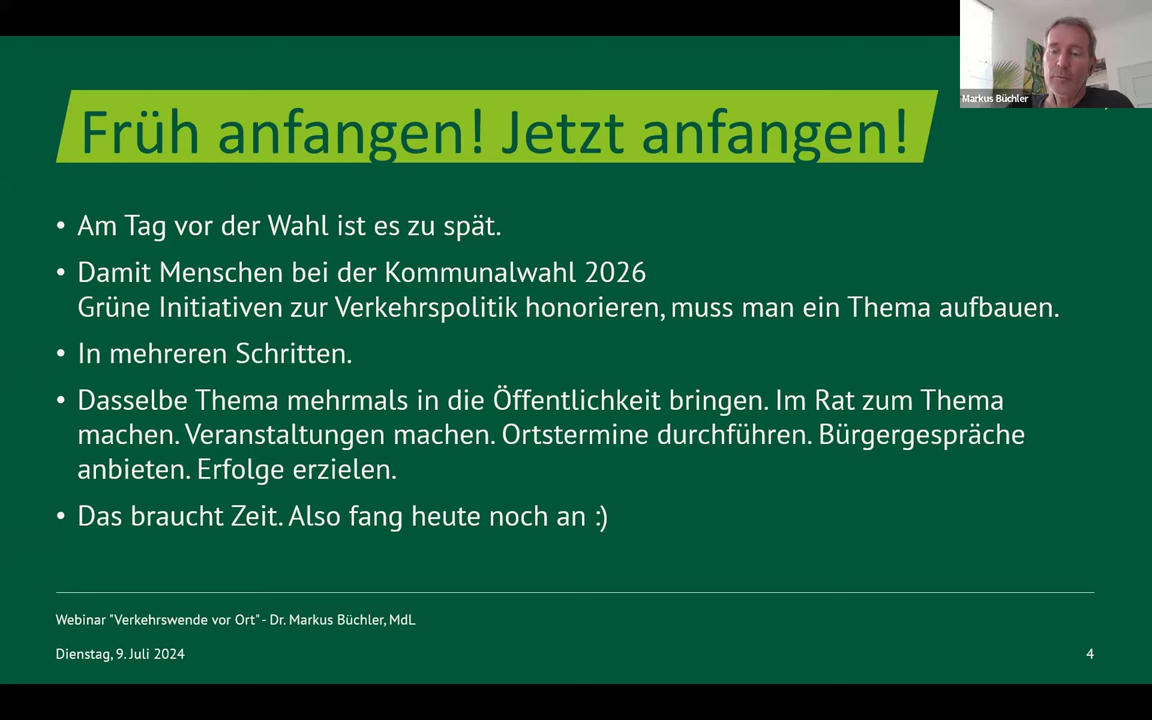 Früh anfangen! Jetzt anfangen!
Markus Büchler
• Am Tag vor der Wahl ist es zu spät.
• Damit Menschen bei der Kommunalwahl 2026
Grüne Initiativen zur Verkehrspolitik honorieren, muss man ein Thema aufbauen.
• In mehreren Schritten.
• Dasselbe Thema mehrmals in die Öffentlichkeit bringen. Im Rat zum Thema
machen. Veranstaltungen machen. Ortstermine durchführen. Bürgergespräche
anbieten. Erfolge erzielen.
• Das braucht Zeit. Also fang heute noch an :)
Webinar "Verkehrswende vor Ort" - Dr. Markus Büchler, MdL
Dienstag, 9. Juli 2024
4